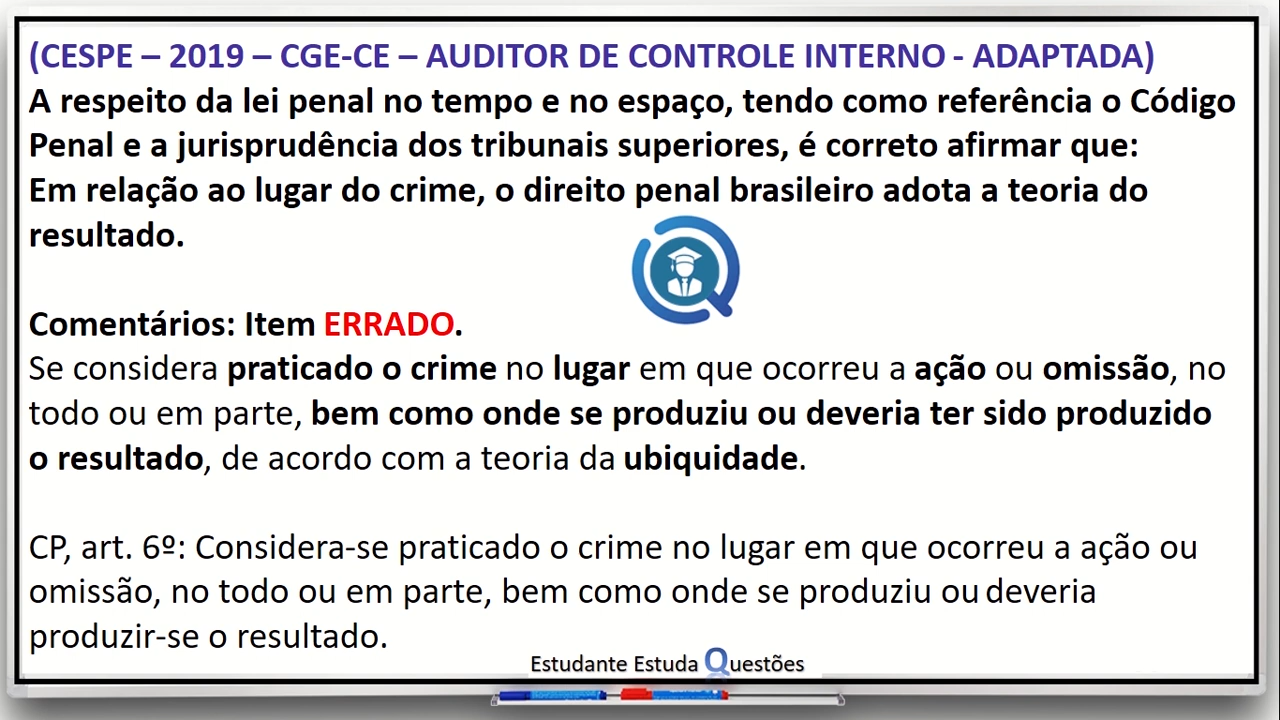 (CESPE – 2019 – CGE-CE – AUDITOR DE CONTROLE INTERNO - ADAPTADA)
A respeito da lei penal no tempo e no espaço, tendo como referência o Código
Penal e a jurisprudência dos tribunais superiores, é correto afirmar que:
Em relação ao lugar do crime, o direito penal brasileiro adota a teoria do
resultado.
Comentários: Item ERRADO.
Se considera praticado o crime no lugar em que ocorreu a ação ou omissão, no
todo ou em parte, bem como onde se produziu ou deveria ter sido produzido
o resultado, de acordo com a teoria da ubiquidade.
CP, art. 6º: Considera-se praticado o crime no lugar em que ocorreu a ação ou
omissão, no todo ou em parte, bem como onde se produziu ou deveria
produzir-se o resultado.
Estudante Estuda Questões